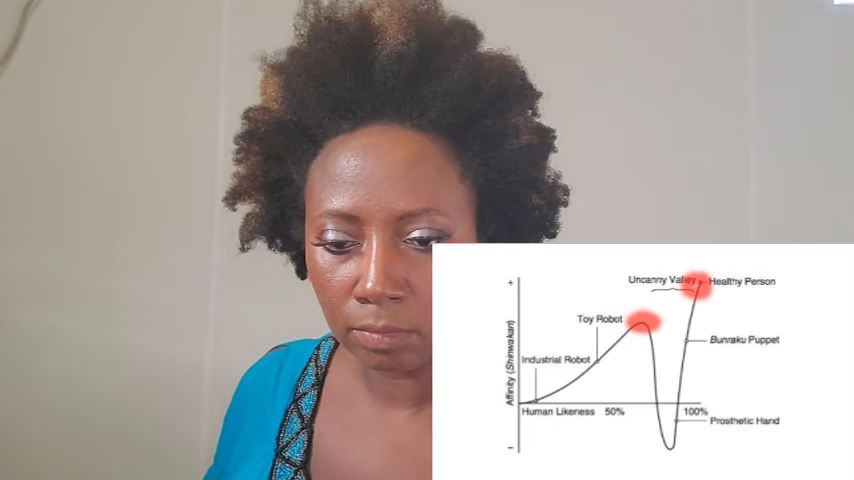 +
Uncanny Valley
Healthy Person
Toy Robot
Bunraku Puppet
Industrial Robot
Affinity (Shinwakan)
Human Likeness
50%
100%
Prosthetic Hand
−